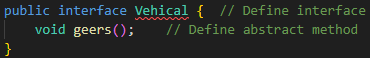 public interface Vehical {  // Define interface
    void geers();    // Define abstract method
}